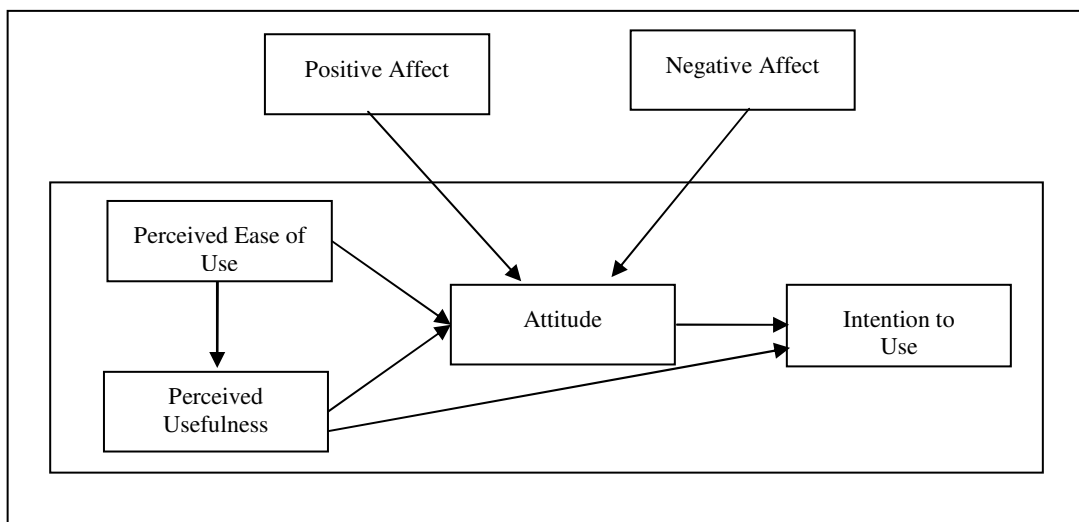 Positive Affect
Negative Affect
Perceived Ease of
Use
Attitude
Intention to
Use
Perceived
Usefulness